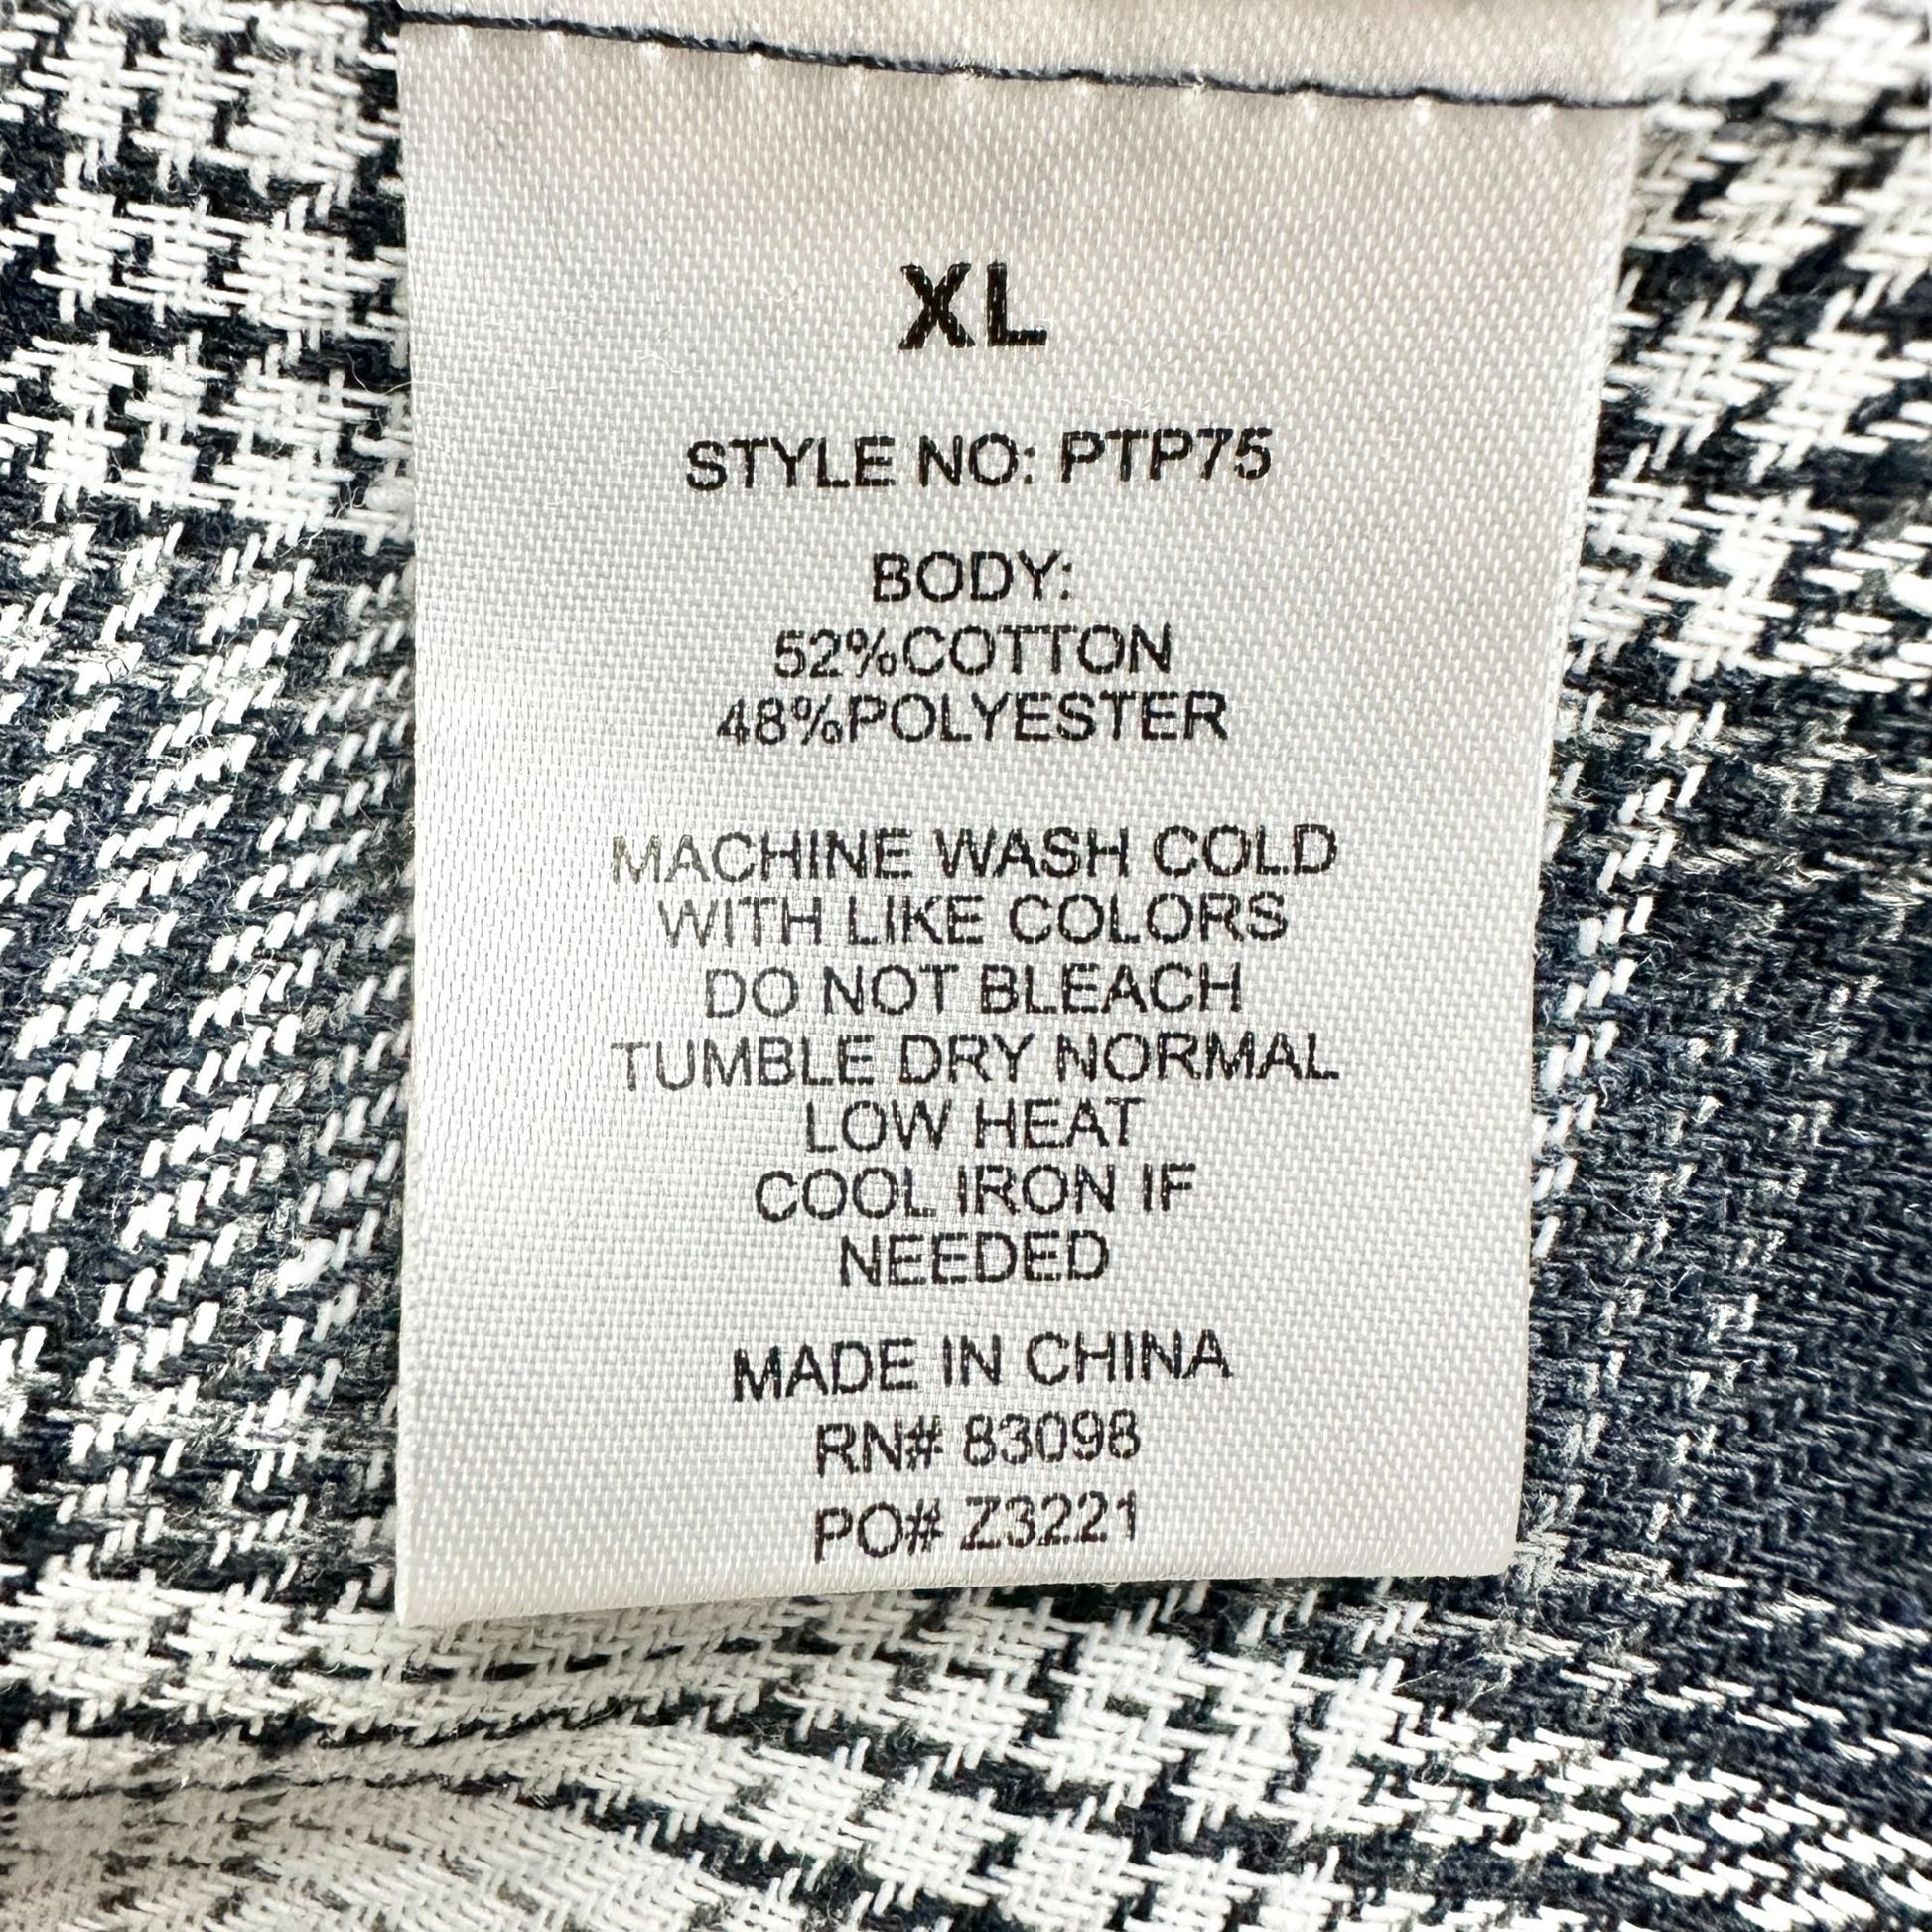 XL
STYLE NO: PTP75
BODY:
52%COTTON
48%POLYESTER
MACHINE WASH COLD
WITH LIKE COLORS
DO NOT BLEACH
TUMBLE DRY NORMAL
LOW HEAT
COOL IRON IF
NEEDED
MADE IN CHINA
RN# 83098
PO# Z3221